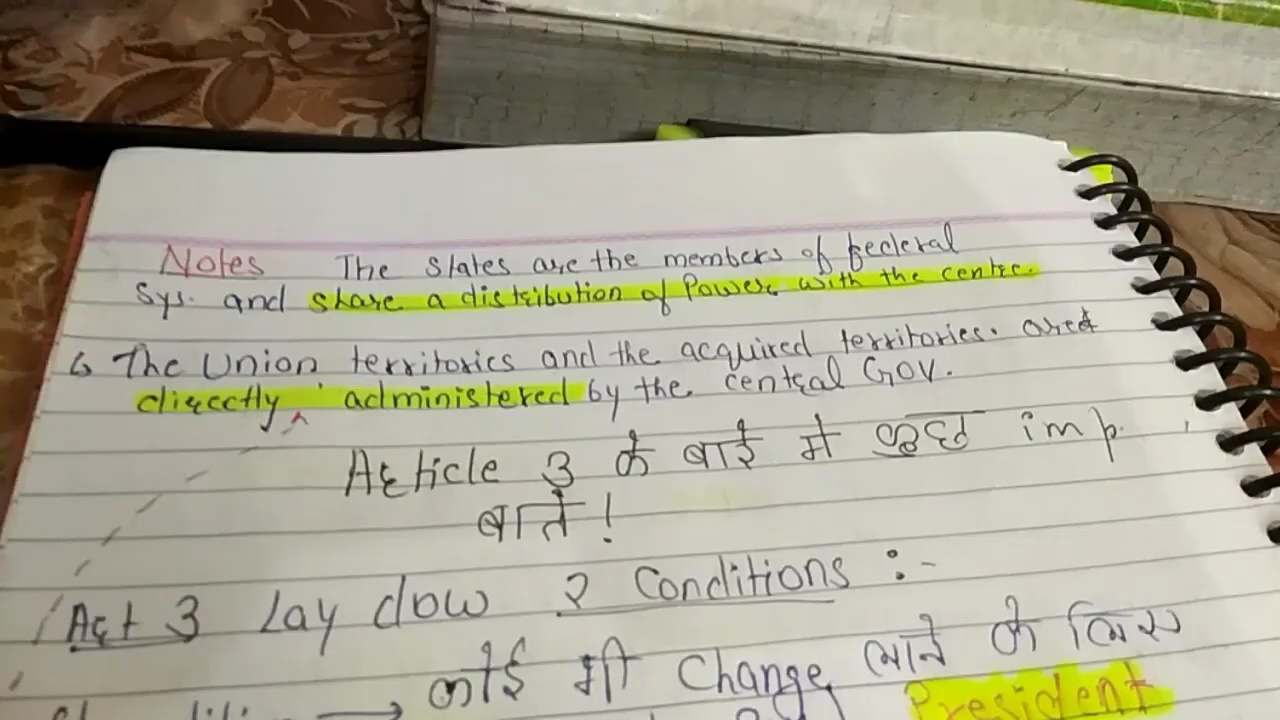 Notes The states are the members of federal
Sys. and share a distribution of Power with the centre.
↳ The Union territories and the acquired territories. are
directly administered by the central Gov.
Article 3 के बारे में कुछ imp.
बाते !
Art 3 Lay dow 2 Conditions :-
कोई भी Change लाने के लिए
President